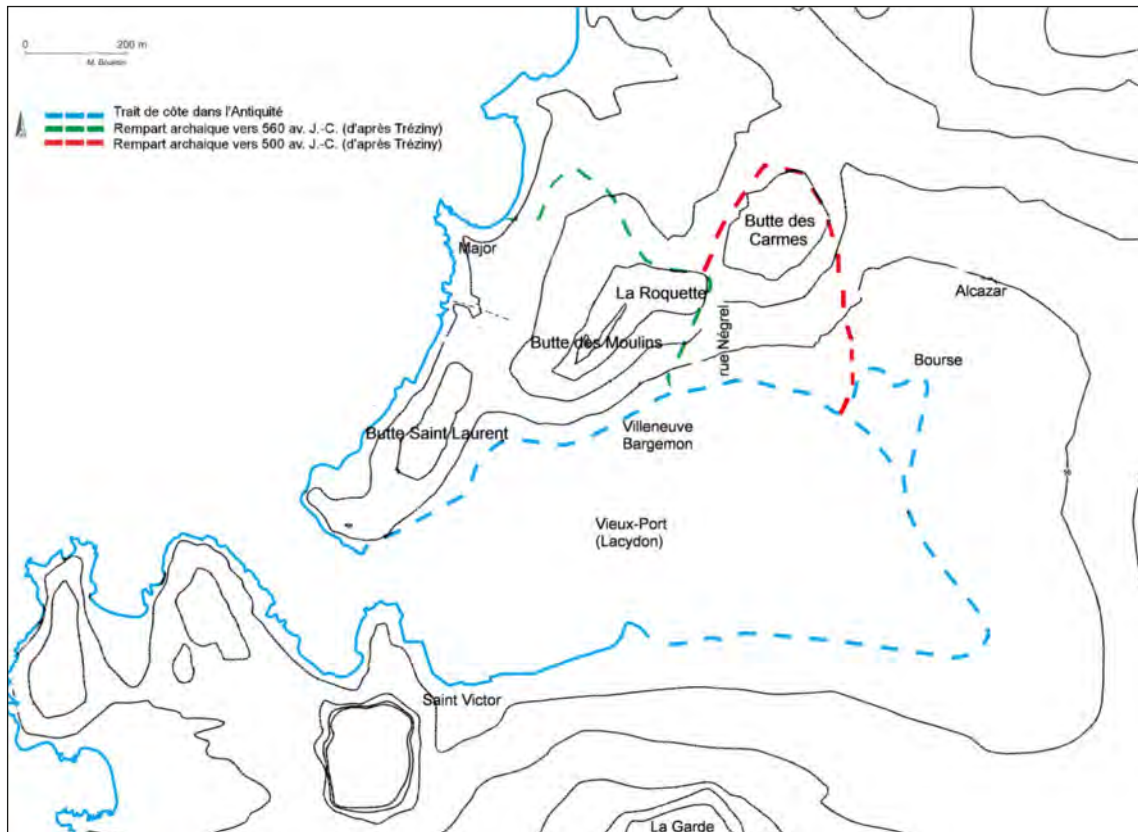 0 200 m
M. Bouiron
Trait de côte dans l'Antiquité
Rempart archaique vers 560 av. J.-C. (d'après Tréziny)
Rempart archaique vers 500 av. J.-C. (d'après Tréziny)
Butte des
Carmes
Major
La Roquette
Alcazar
rue Négrel
Butte des Moulins
Bourse
Butte Saint Laurent
Villeneuve
Bargemon
Vieux-Port
(Lacydon)
Saint Victor
La Garde